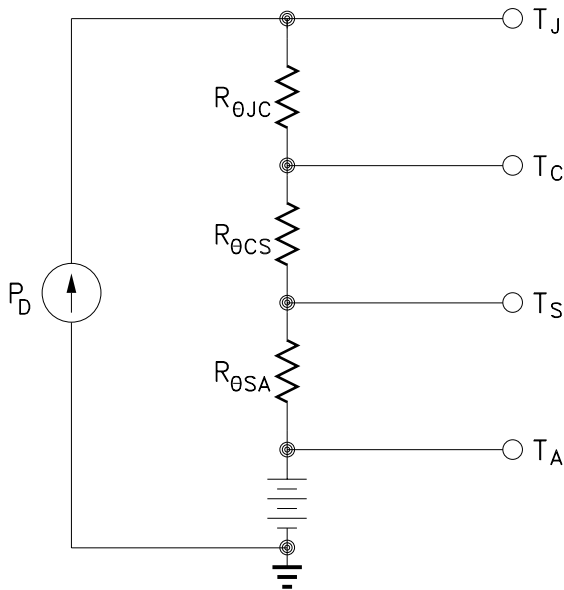 T_J
R_θJC
T_C
R_θCS
P_D
T_S
R_θSA
T_A